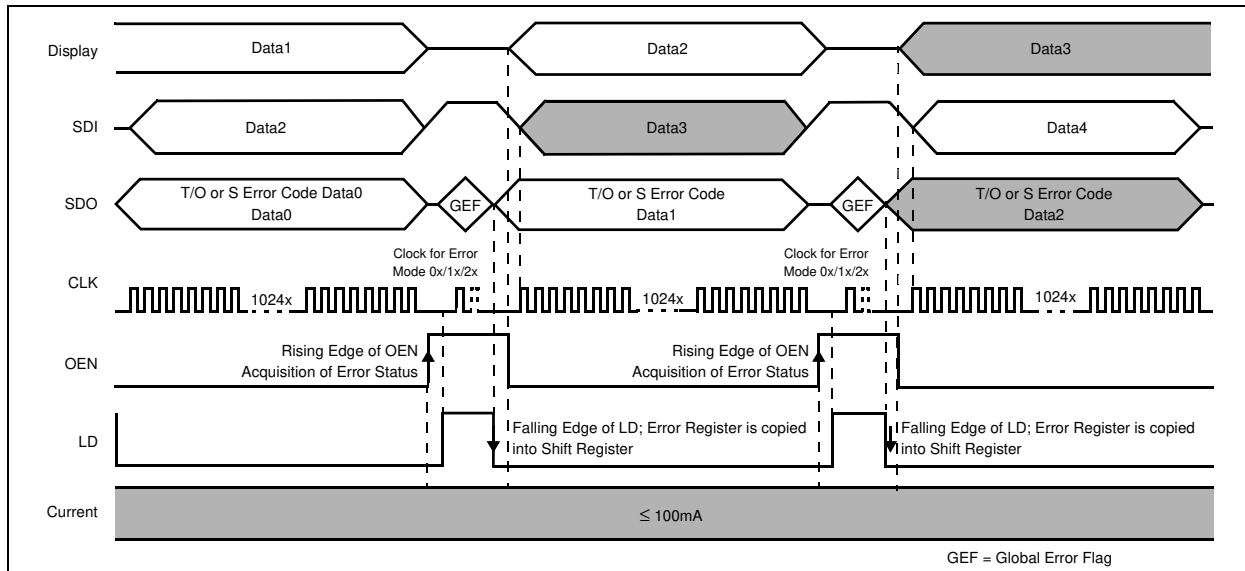 Display
Data1
Data2
Data3
SDI
Data2
Data3
Data4
SDO
T/O or S Error Code Data0
Data0
GEF
T/O or S Error Code
Data1
GEF
T/O or S Error Code
Data2
Clock for Error
Mode 0x/1x/2x
Clock for Error
Mode 0x/1x/2x
CLK
1024x
1024x
1024x
OEN
Rising Edge of OEN
Acquisition of Error Status
Rising Edge of OEN
Acquisition of Error Status
LD
Falling Edge of LD; Error Register is copied
into Shift Register
Falling Edge of LD; Error Register is copied
into Shift Register
Current
≤ 100mA
GEF = Global Error Flag